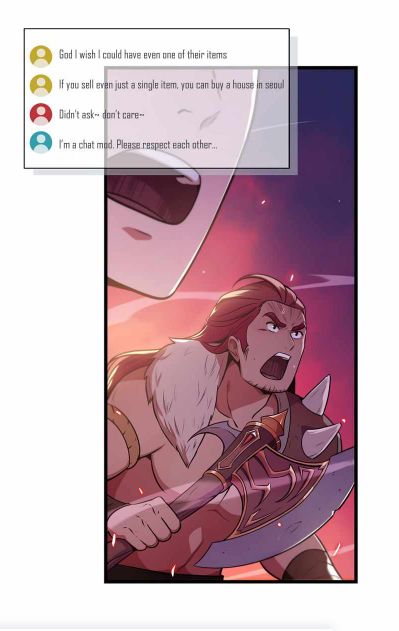 God I wish I could have even one of their items
If you sell even just a single item, you can buy a house in seoul
Didn't ask~ don't care~
I'm a chat mod. Please respect each other...